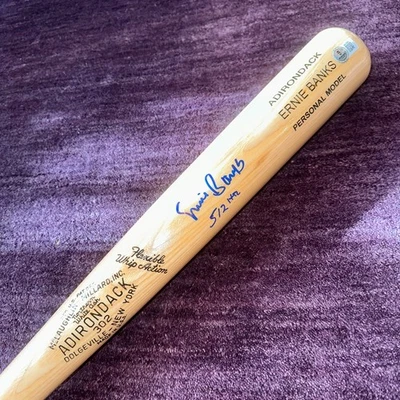 ADIRONDACK
ERNIE BANKS
PERSONAL MODEL
Ernie Banks
512 HR
Flexible
Whip Action
McLAUGHLIN-MILLARD, INC.
ADIRONDACK
302
DOLGEVILLE-NEW YORK